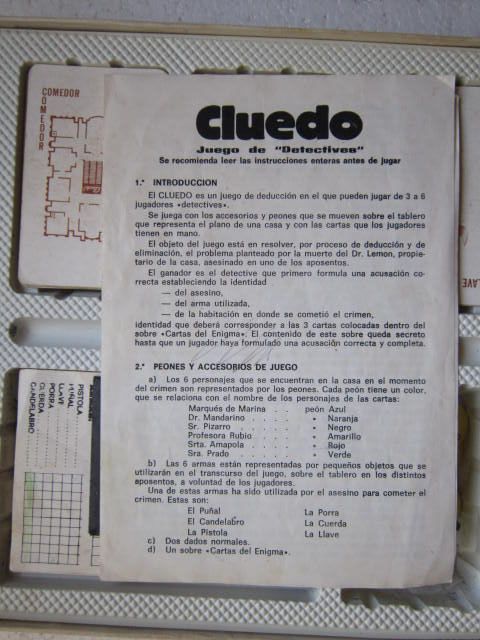 COMEDOR
COMEDOR
Cluedo
Juego de "Detectives"
Se recomienda leer las instrucciones enteras antes de jugar
1.ª INTRODUCCION
El CLUEDO es un juego de deducción en el que pueden jugar de 3 a 6
jugadores «detectives».
Se juega con los accesorios y peones que se mueven sobre el tablero
que representa el plano de una casa y con las cartas que los jugadores
tienen en mano.
El objeto del juego está en resolver, por proceso de deducción y de
eliminación, el problema planteado por la muerte del Dr. Lemon, propie-
tario de la casa, asesinado en uno de los aposentos.
El ganador es el detective que primero formula una acusación co-
rrecta estableciendo la identidad
— del asesino,
— del arma utilizada,
— de la habitación en donde se cometió el crimen,
identidad que deberá corresponder a las 3 cartas colocadas dentro del
sobre «Cartas del Enigma». El contenido de este sobre queda secreto
hasta que un jugador haya formulado una acusación correcta y completa.
2.ª PEONES Y ACCESORIOS DE JUEGO
a) Los 6 personajes que se encuentran en la casa en el momento
del crimen son representados por los peones. Cada peón tiene un color,
que se relaciona con el nombre de los personajes de las cartas:
Marqués de Marina . . . peón Azul
Dr. Mandarino . . . . . » Naranja
Sr. Pizarro . . . . . . » Negro
Profesora Rubio . . . . » Amarillo
Srta. Amapola . . . . . » Rojo
Sra. Prado . . . . . . » Verde
b) Las 6 armas están representadas por pequeños objetos que se
utilizarán en el transcurso del juego, sobre el tablero en los distintos
aposentos, a voluntad de los jugadores.
Una de estas armas ha sido utilizada por el asesino para cometer el
crimen. Estas son:
El Puñal La Porra
El Candelabro La Cuerda
La Pistola La Llave
c) Dos dados normales.
d) Un sobre «Cartas del Enigma».
PISTOLA
PUÑAL
LLAVE
PORRA
CUERDA
CANDELABRO
LLAVE